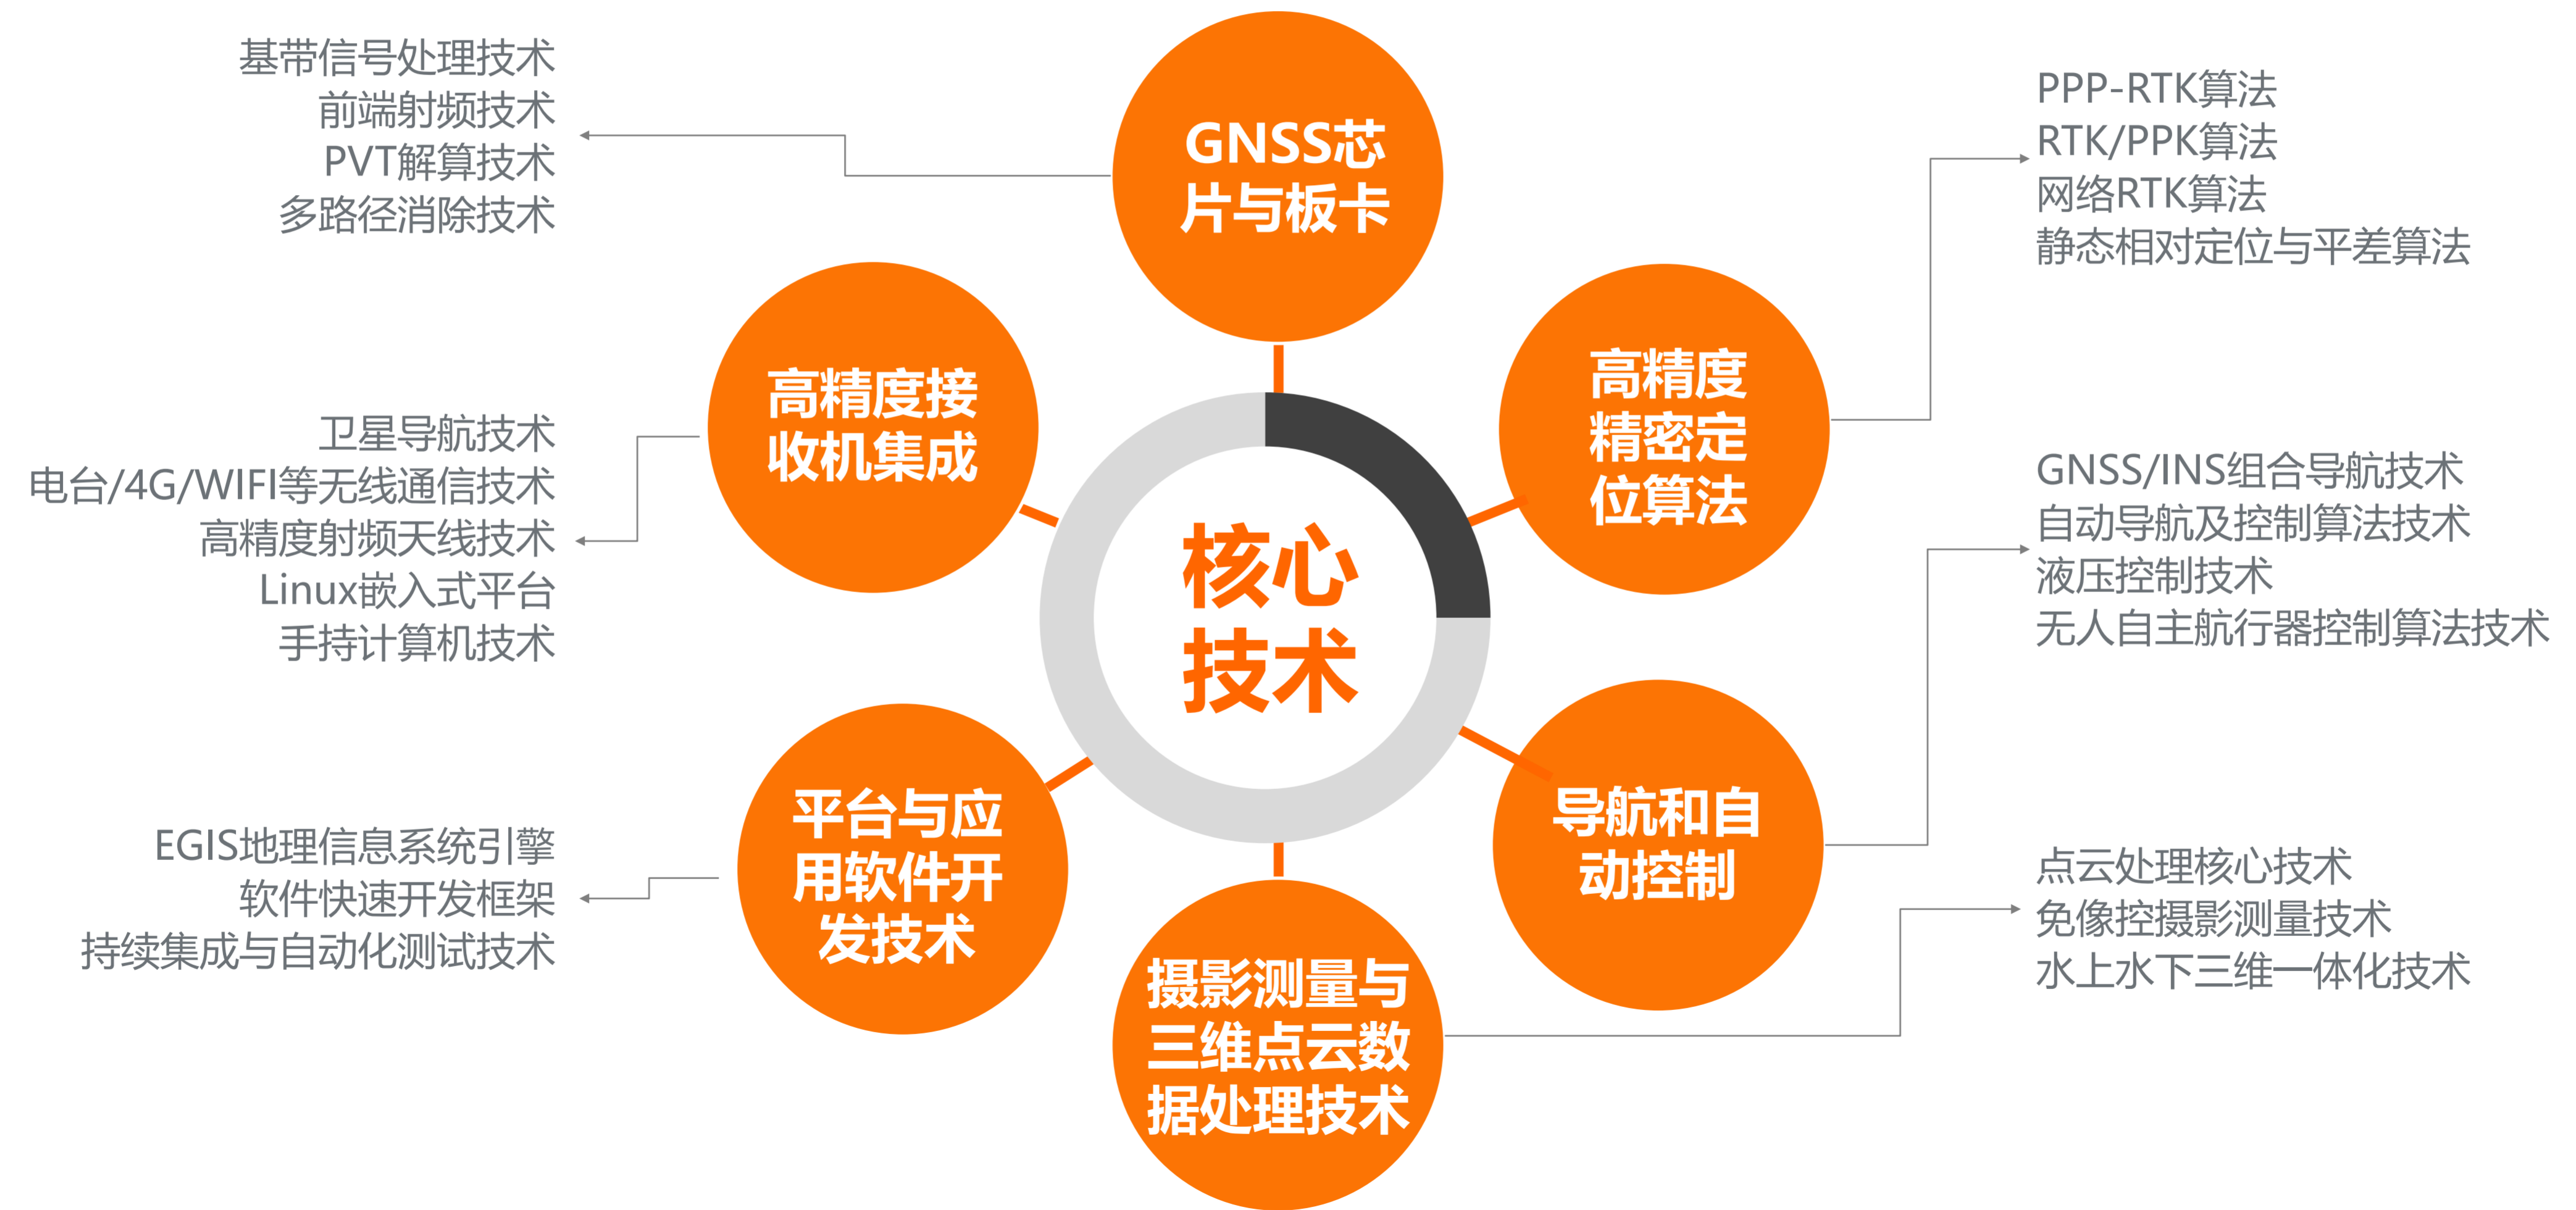 基带信号处理技术
前端射频技术
PVT解算技术
多路径消除技术
GNSS芯
片与板卡
PPP-RTK算法
RTK/PPK算法
网络RTK算法
静态相对定位与平差算法
高精度接
收机集成
高精度
精密定
位算法
卫星导航技术
电台/4G/WIFI等无线通信技术
高精度射频天线技术
Linux嵌入式平台
手持计算机技术
核心
技术
GNSS/INS组合导航技术
自动导航及控制算法技术
液压控制技术
无人自主航行器控制算法技术
平台与应
用软件开
发技术
导航和自
动控制
EGIS地理信息系统引擎
软件快速开发框架
持续集成与自动化测试技术
摄影测量与
三维点云数
据处理技术
点云处理核心技术
免像控摄影测量技术
水上水下三维一体化技术